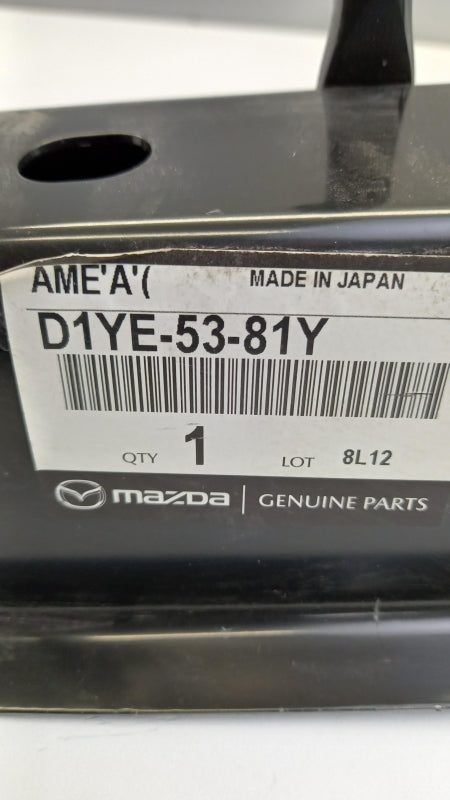 AME'A'( MADE IN JAPAN
D1YE-53-81Y
QTY 1 LOT 8L12
mazda | GENUINE PARTS